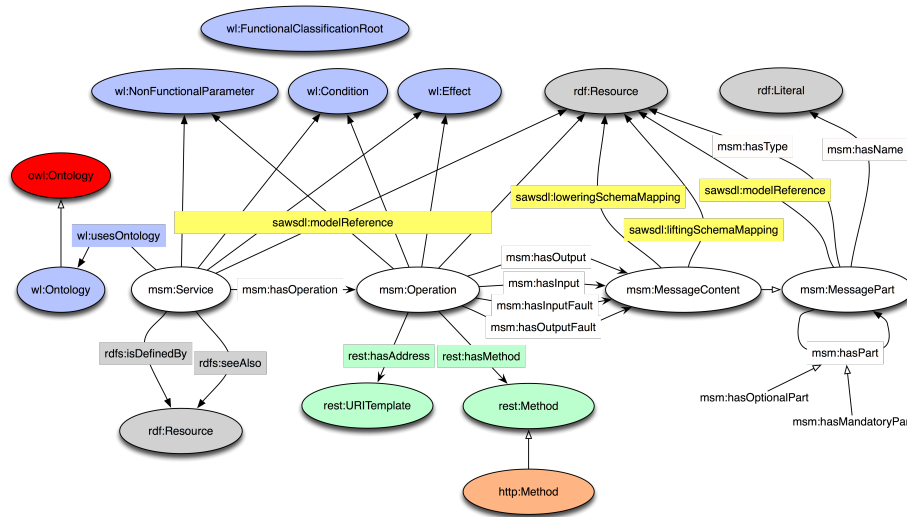 wl:FunctionalClassificationRoot
wl:NonFunctionalParameter
wl:Condition
wl:Effect
rdf:Resource
rdf:Literal
msm:hasType
msm:hasName
owl:Ontology
sawsdl:loweringSchemaMapping
sawsdl:modelReference
sawsdl:modelReference
sawsdl:liftingSchemaMapping
wl:usesOntology
msm:hasOutput
wl:Ontology
msm:Service
msm:hasOperation
msm:Operation
msm:hasInput
msm:MessageContent
msm:MessagePart
msm:hasInputFault
msm:hasOutputFault
rdfs:isDefinedBy
rest:hasAddress
rest:hasMethod
msm:hasPart
rdfs:seeAlso
msm:hasOptionalPart
rest:URITemplate
rest:Method
msm:hasMandatoryPar
rdf:Resource
http:Method